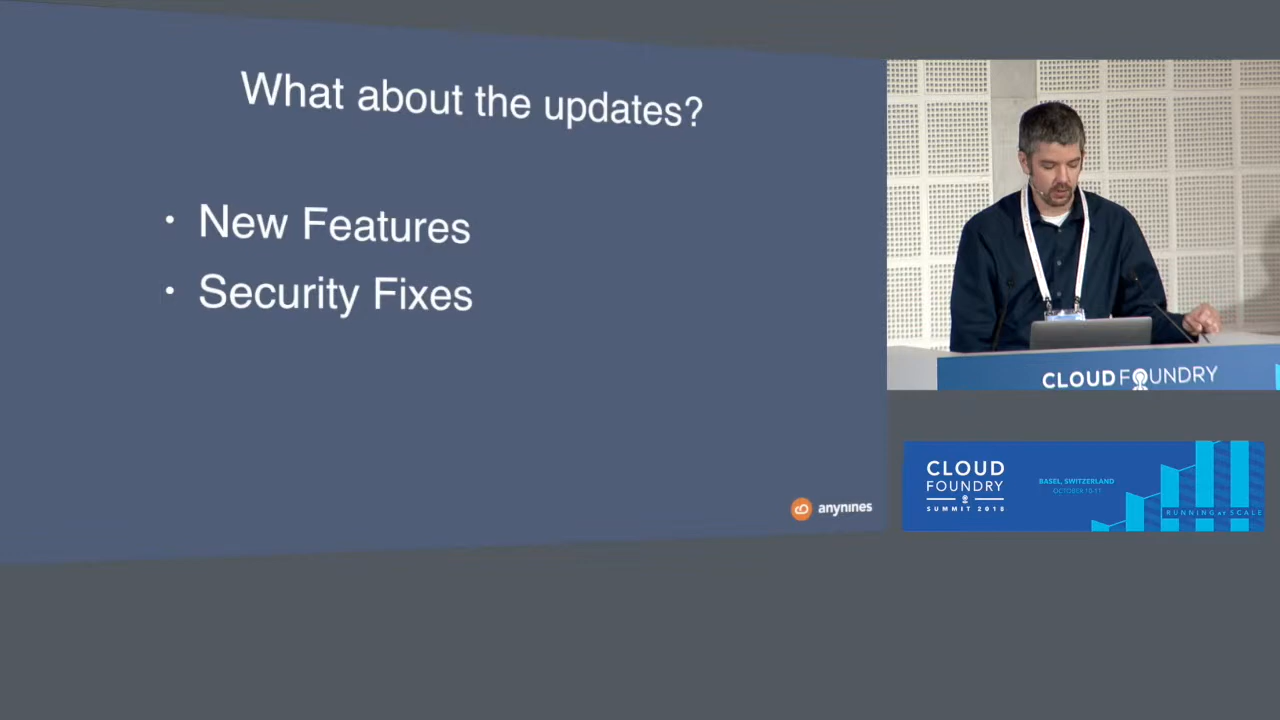 What about the updates?
• New Features
• Security Fixes
anynines
CLOUD FOUNDRY
CLOUD
FOUNDRY
SUMMIT 2018
BASEL, SWITZERLAND
OCTOBER 10-11
RUNNING AT SCALE